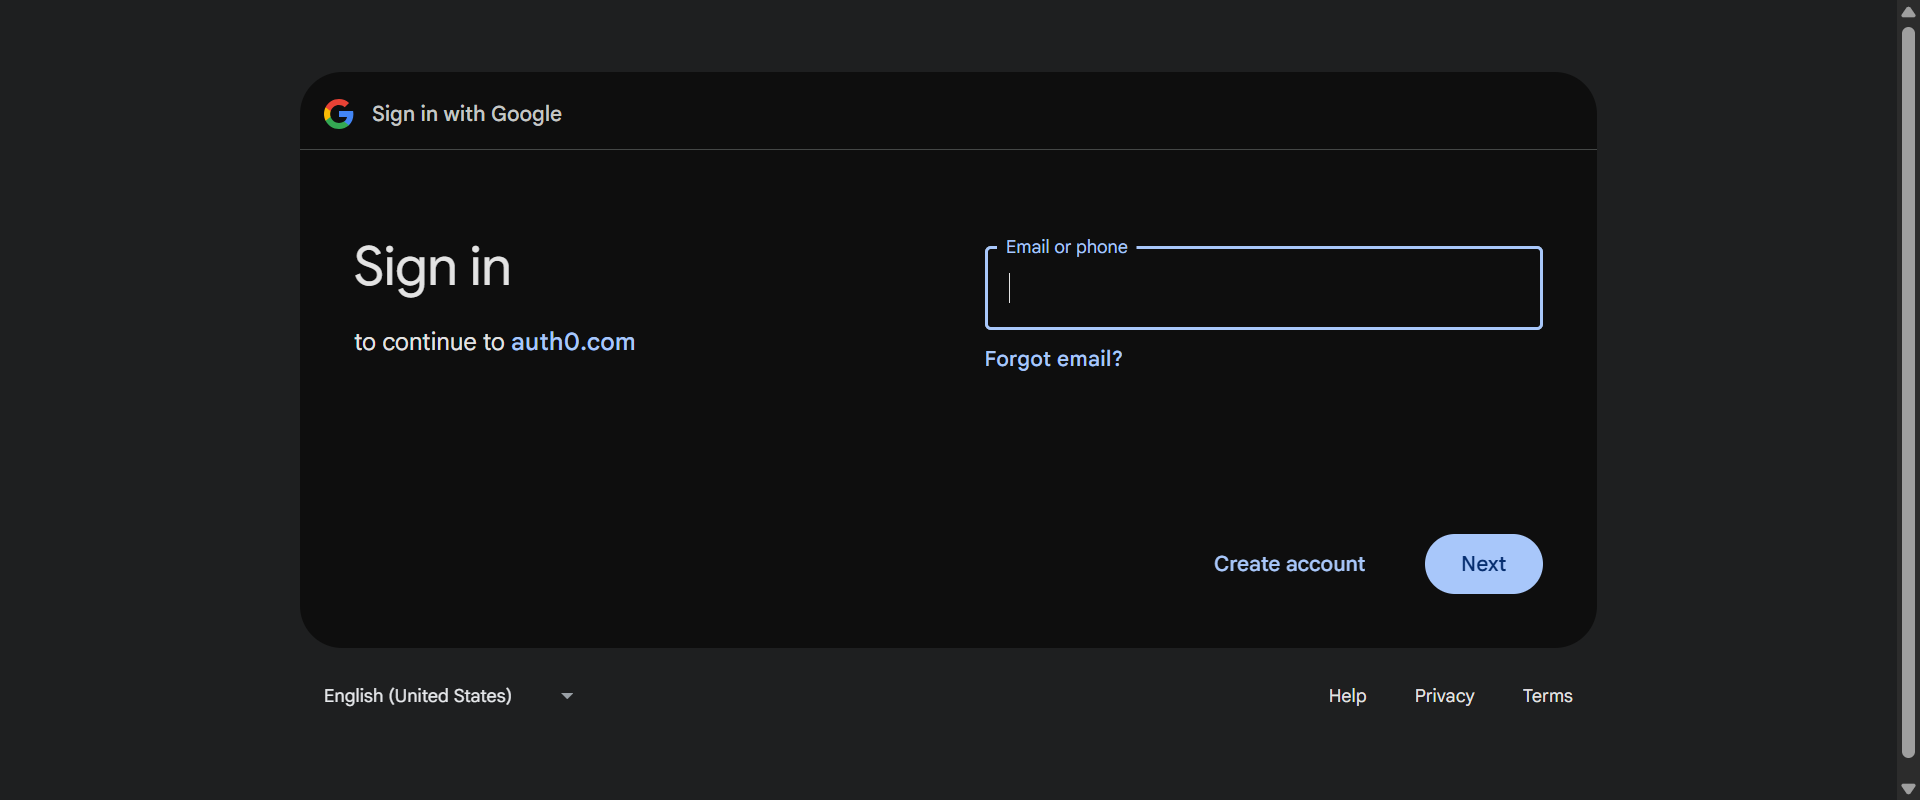 Sign in with Google
Sign in
to continue to auth0.com
Email or phone
Forgot email?
Create account
Next
English (United States)
Help
Privacy
Terms